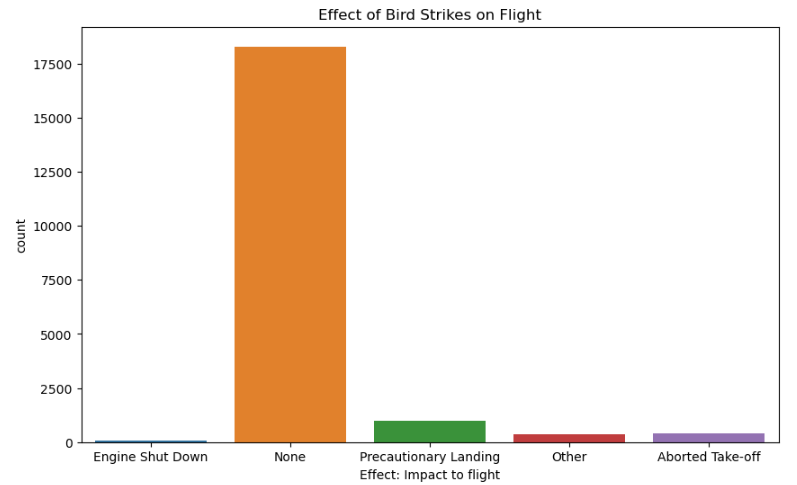 Effect of Bird Strikes on Flight
17500
15000
12500
10000
7500
5000
2500
0
count
Engine Shut Down None Precautionary Landing Other Aborted Take-off
Effect: Impact to flight